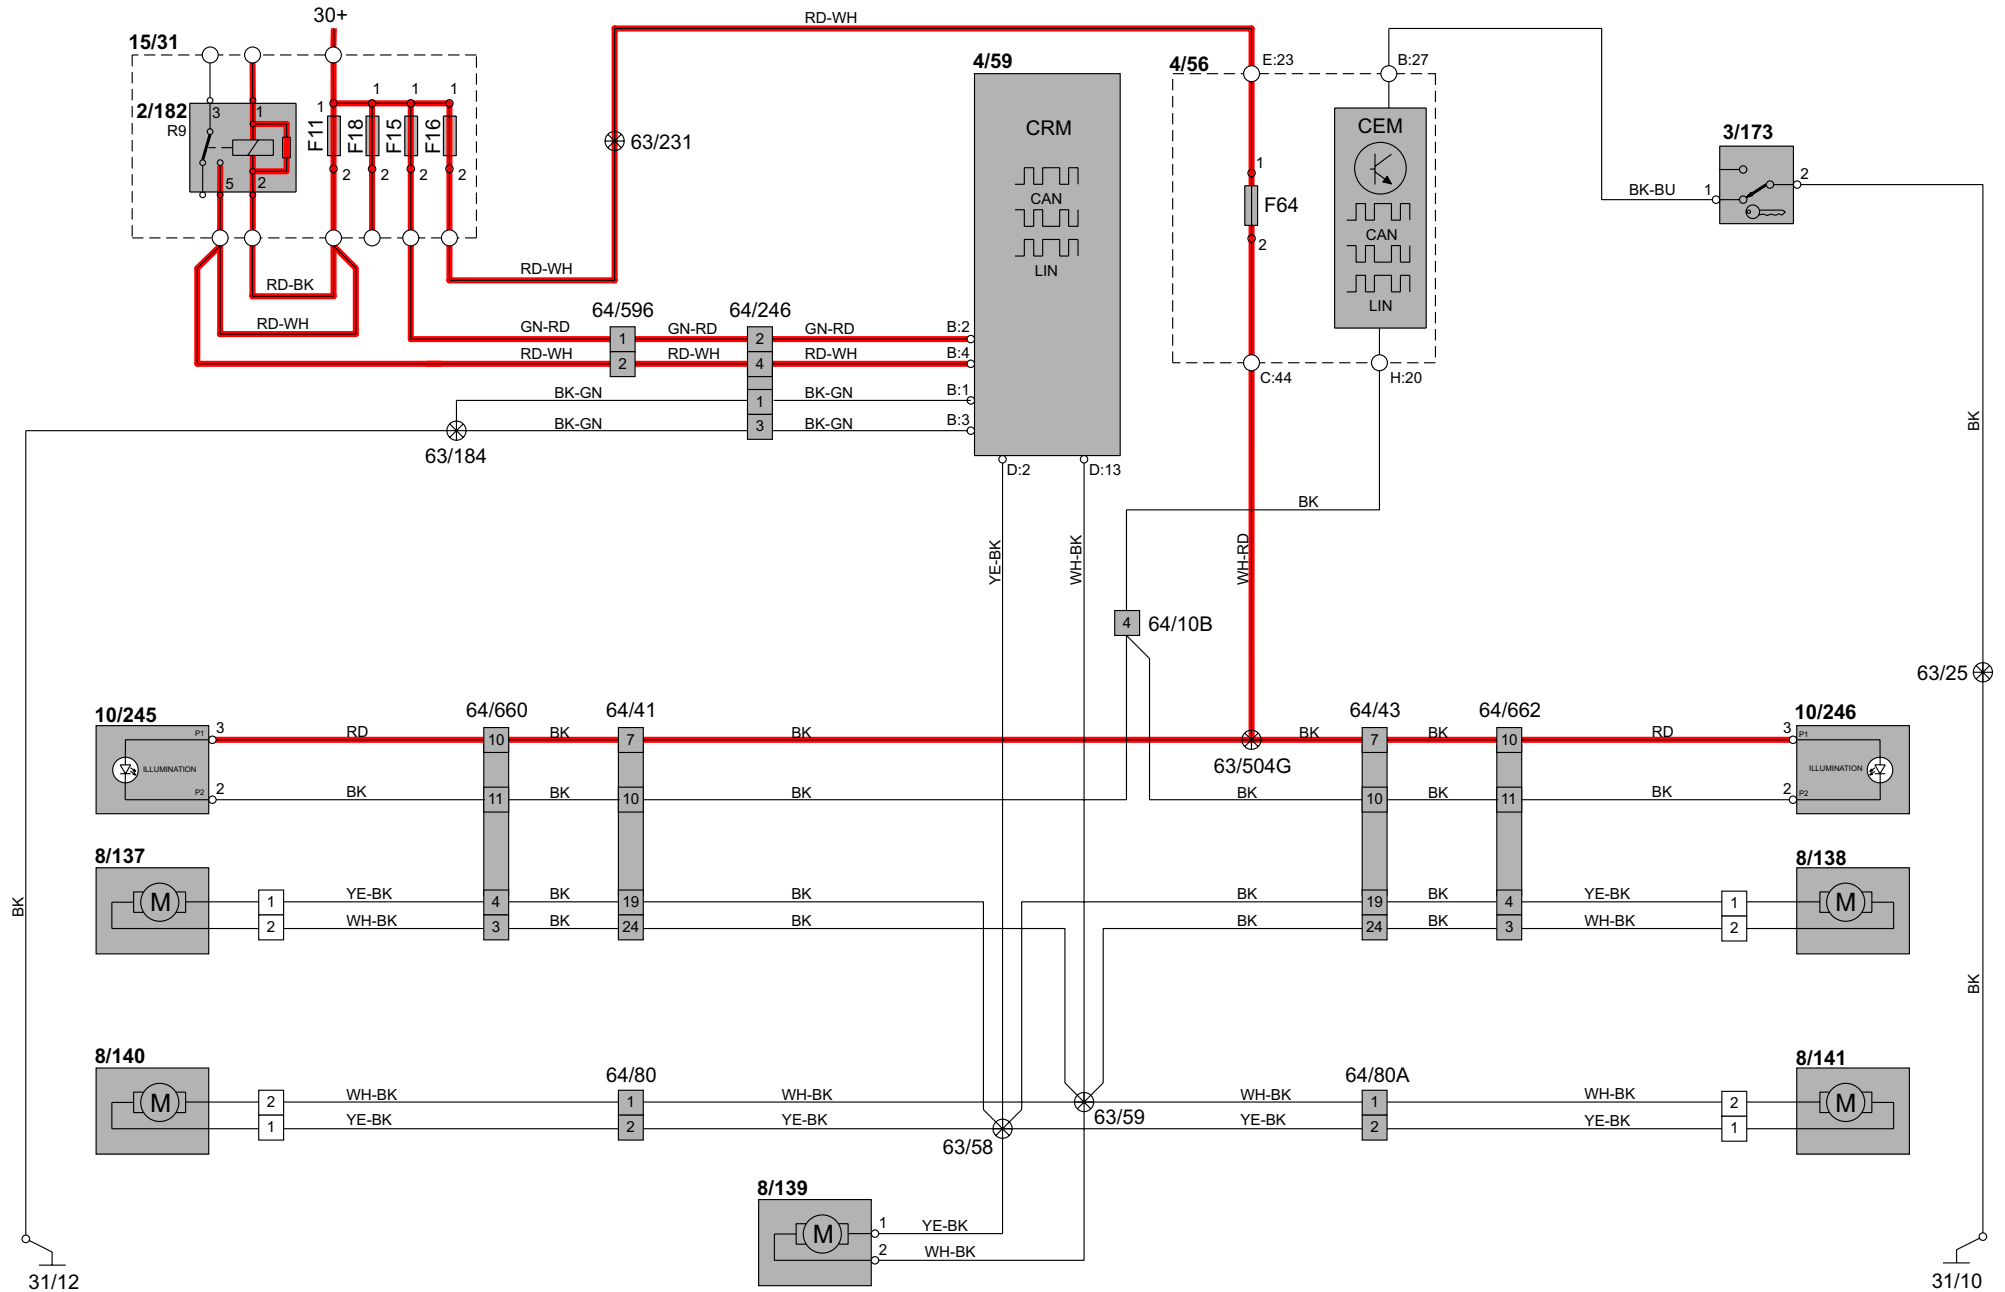 30+
RD-WH
15/31
4/59
4/56
E:23
B:27
2/182
R9
3
1
1
1
1
1
F11
F18
F15
F16
2
2
2
2
5
2
63/231
CRM
CAN
LIN
CEM
CAN
LIN
1
F64
2
3/173
1
2
BK-BU
RD-BK
RD-WH
RD-WH
64/596
64/246
GN-RD
1
GN-RD
2
GN-RD
B:2
RD-WH
2
RD-WH
4
RD-WH
B:4
BK-GN
1
BK-GN
B:1
BK-GN
3
BK-GN
B:3
63/184
C:44
H:20
D:2
D:13
BK
BK
YE-BK
WH-BK
WH-RD
4
64/10B
63/25
10/245
64/660
64/41
64/43
64/662
10/246
P1
3
RD
10
BK
7
BK
BK
7
BK
10
RD
3
P1
ILLUMINATION
63/504G
ILLUMINATION
P2
2
BK
11
BK
10
BK
BK
10
BK
11
BK
2
P2
8/137
8/138
M
1
YE-BK
4
BK
19
BK
BK
19
BK
4
YE-BK
1
M
2
WH-BK
3
BK
24
BK
BK
24
BK
3
WH-BK
2
BK
BK
8/140
64/80
64/80A
8/141
M
2
WH-BK
1
WH-BK
WH-BK
1
WH-BK
2
M
1
YE-BK
2
YE-BK
63/59
YE-BK
2
YE-BK
1
63/58
8/139
M
1
YE-BK
2
WH-BK
31/12
31/10